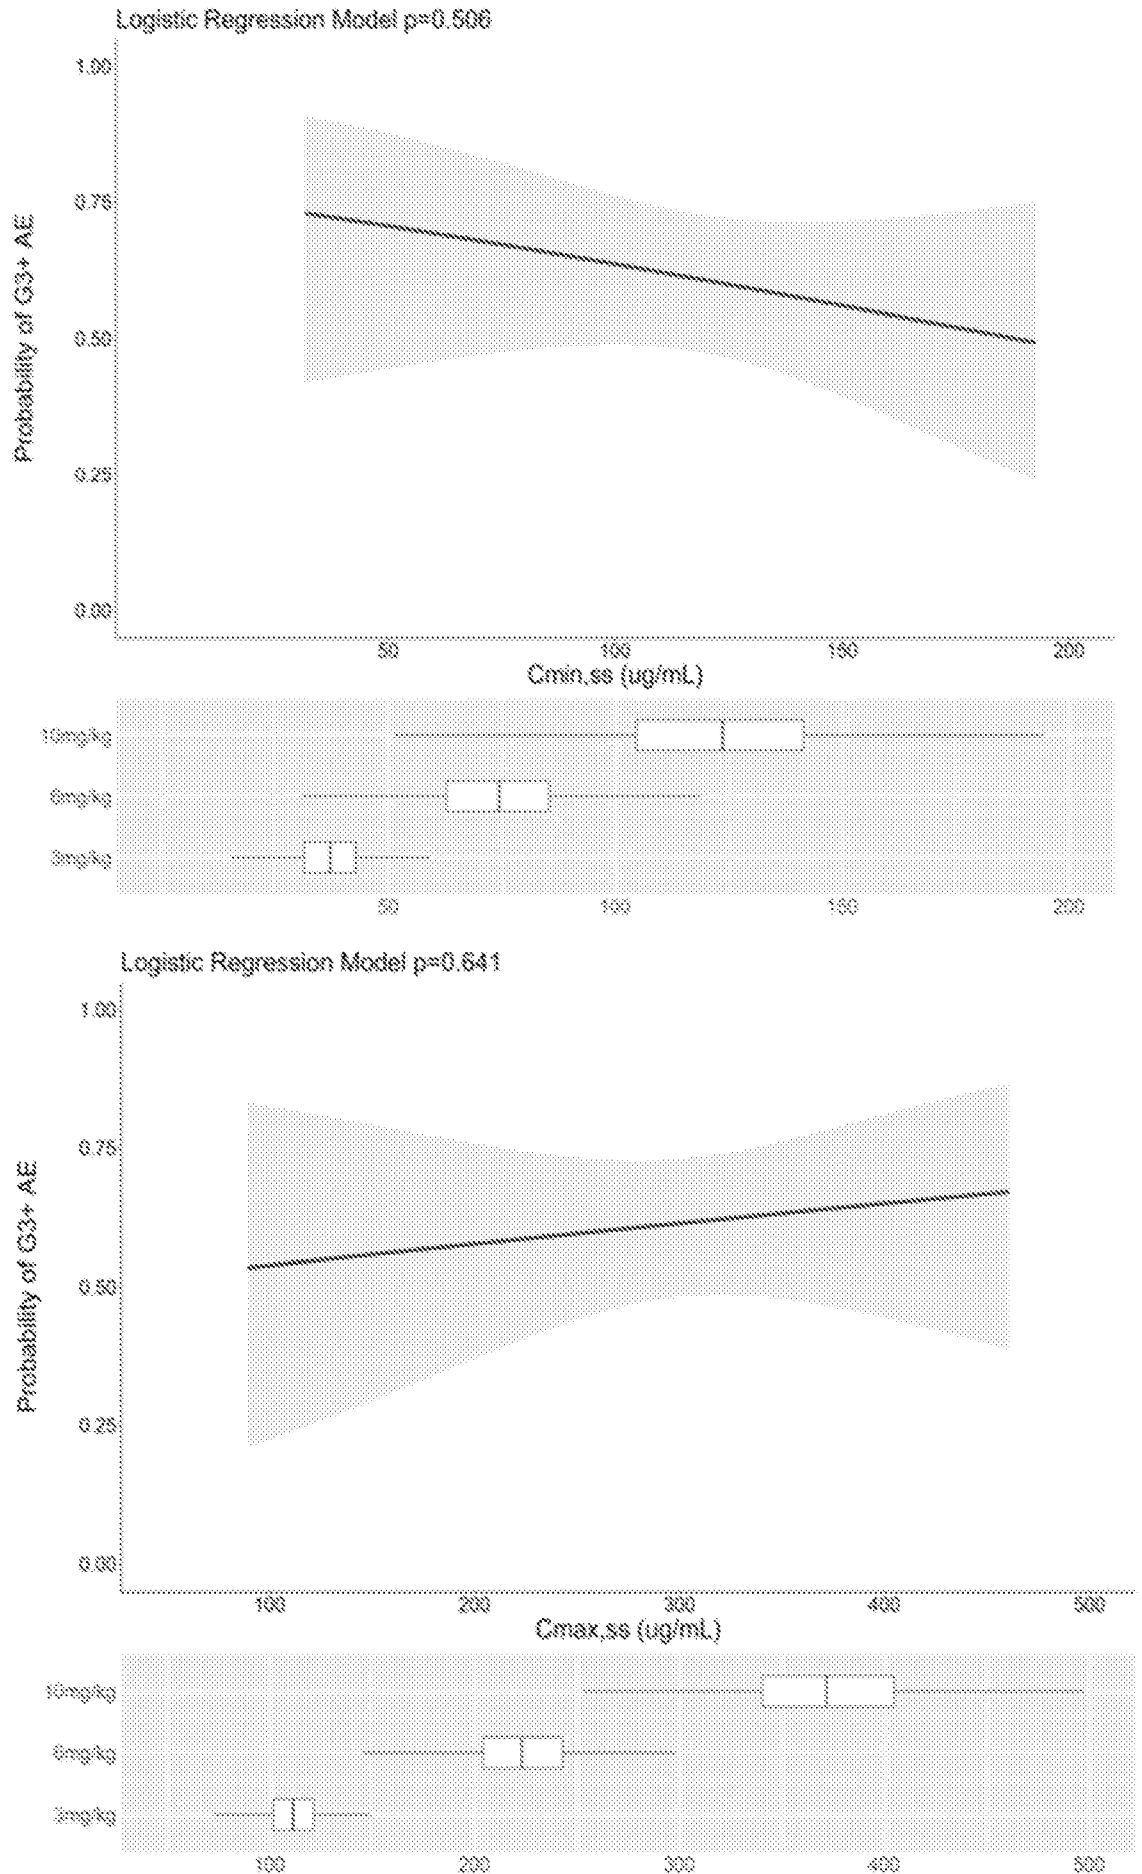 Logistic Regression Model p=0.506
Probability of G3+ AE
1.00
0.75
0.50
0.25
0.00
50 100 150 200
Cmin,ss (ug/mL)
10mg/kg
6mg/kg
3mg/kg
50 100 150 200
Logistic Regression Model p=0.641
Probability of G3+ AE
1.00
0.75
0.50
0.25
0.00
100 200 300 400 500
Cmax,ss (ug/mL)
10mg/kg
6mg/kg
3mg/kg
100 200 300 400 500